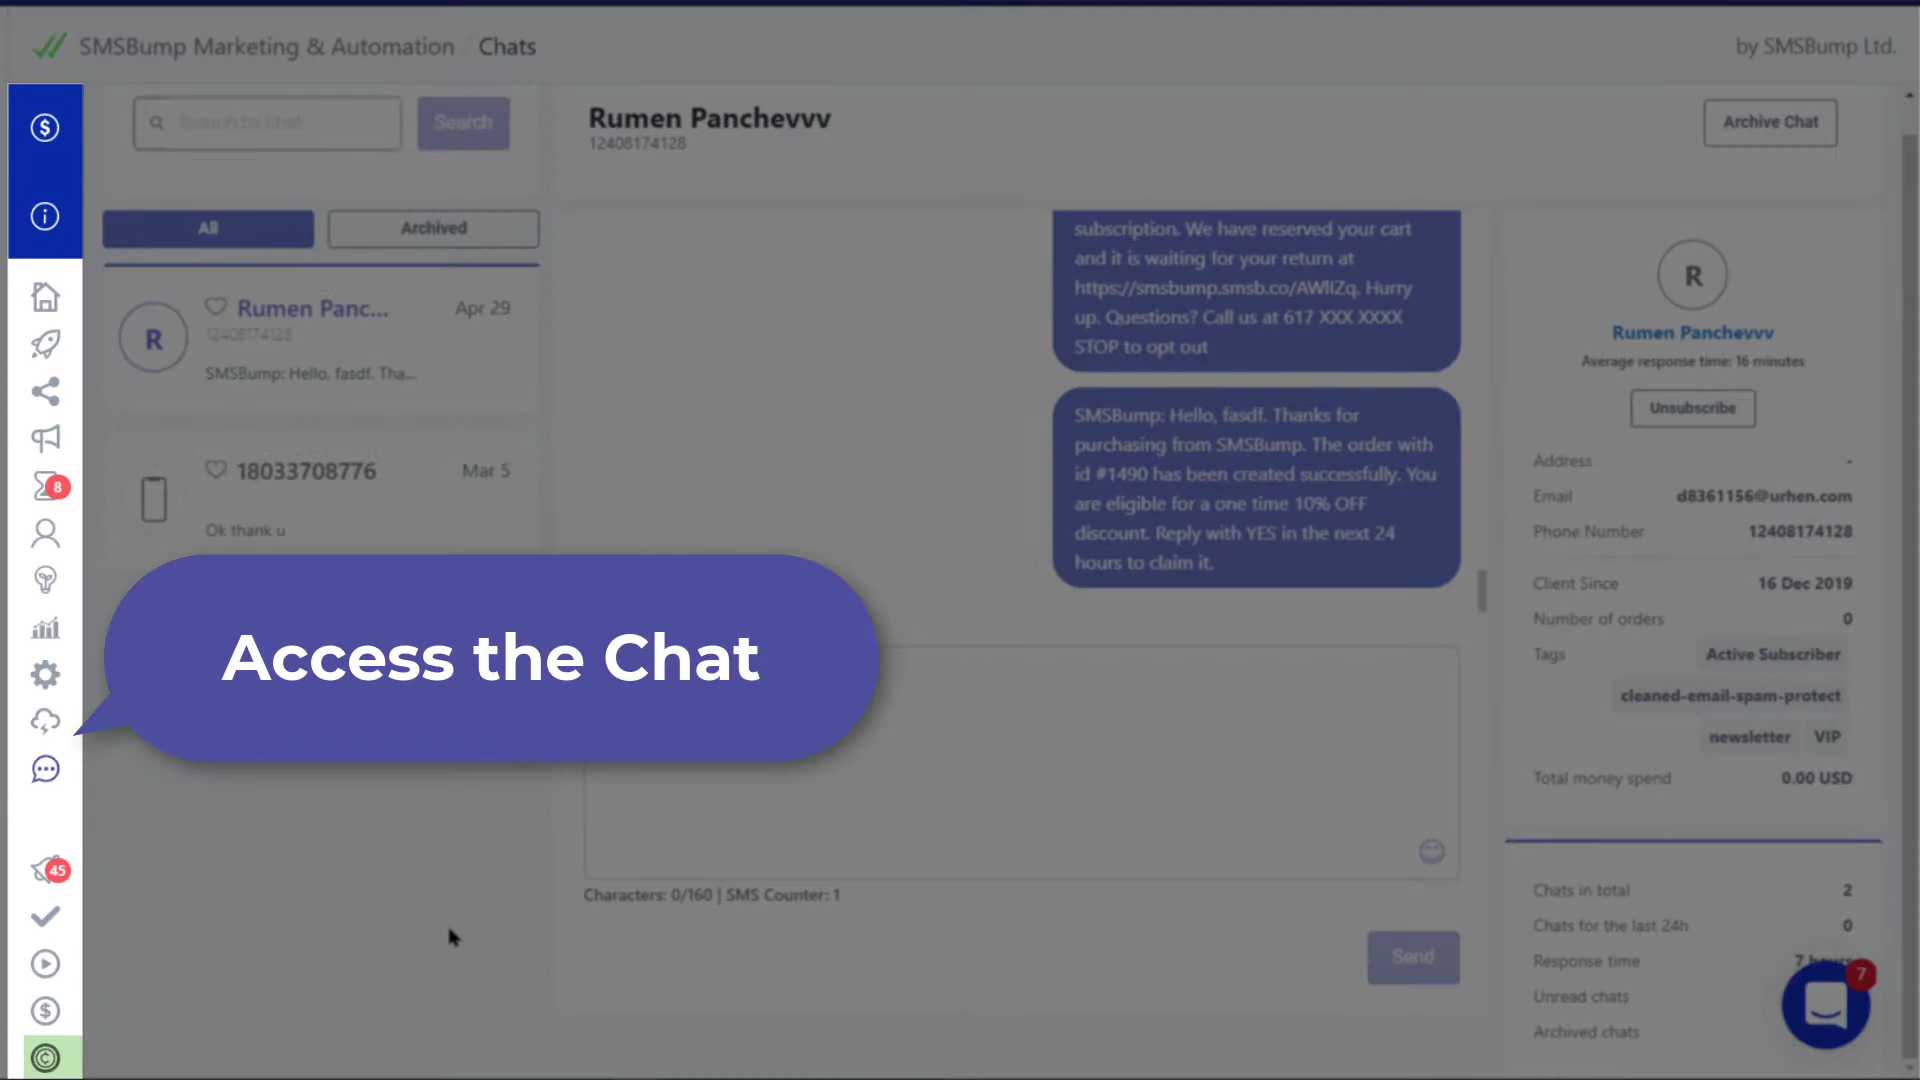 SMSBump Marketing & Automation / Chats
by SMSBump Ltd.
Search by chat
Search
Rumen Panchevvv
12408174128
Archive Chat
All
Archived
Rumen Panc...
Apr 29
12408174128
SMSBump: Hello, fasdf. Tha...
R
18033708776
Mar 5
Ok thank u
subscription. We have reserved your cart
and it is waiting for your return at
https://smsbump.smsb.co/AWlIZq. Hurry
up. Questions? Call us at 617 XXX XXXX
STOP to opt out
SMSBump: Hello, fasdf. Thanks for
purchasing from SMSBump. The order with
id #1490 has been created successfully. You
are eligible for a one time 10% OFF
discount. Reply with YES in the next 24
hours to claim it.
Access the Chat
Characters: 0/160 | SMS Counter: 1
Send
R
Rumen Panchevvv
Average response time: 16 minutes
Unsubscribe
Address -
Email d8361156@urhen.com
Phone Number 12408174128
Client Since 16 Dec 2019
Number of orders 0
Tags Active Subscriber
cleaned-email-spam-protect
newsletter VIP
Total money spend 0.00 USD
Chats in total 2
Chats for the last 24h 0
Response time 7 hours
Unread chats
Archived chats
7
8
45